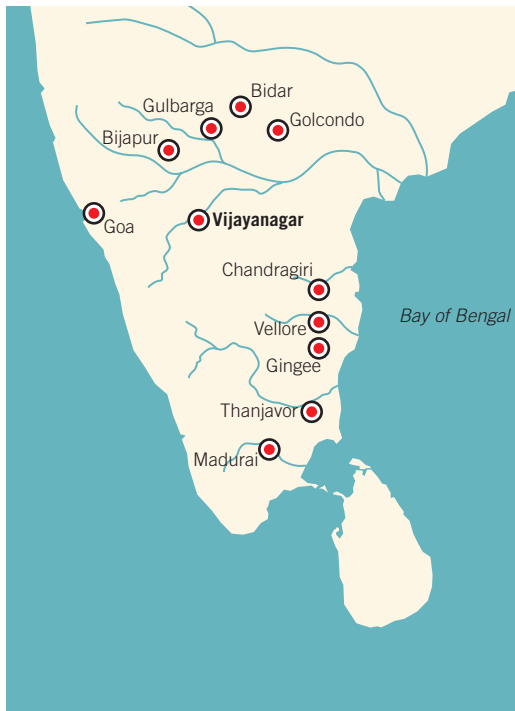 Bidar
Gulbarga
Golcondo
Bijapur
Goa
Vijayanagar
Chandragiri
Bay of Bengal
Vellore
Gingee
Thanjavor
Madurai